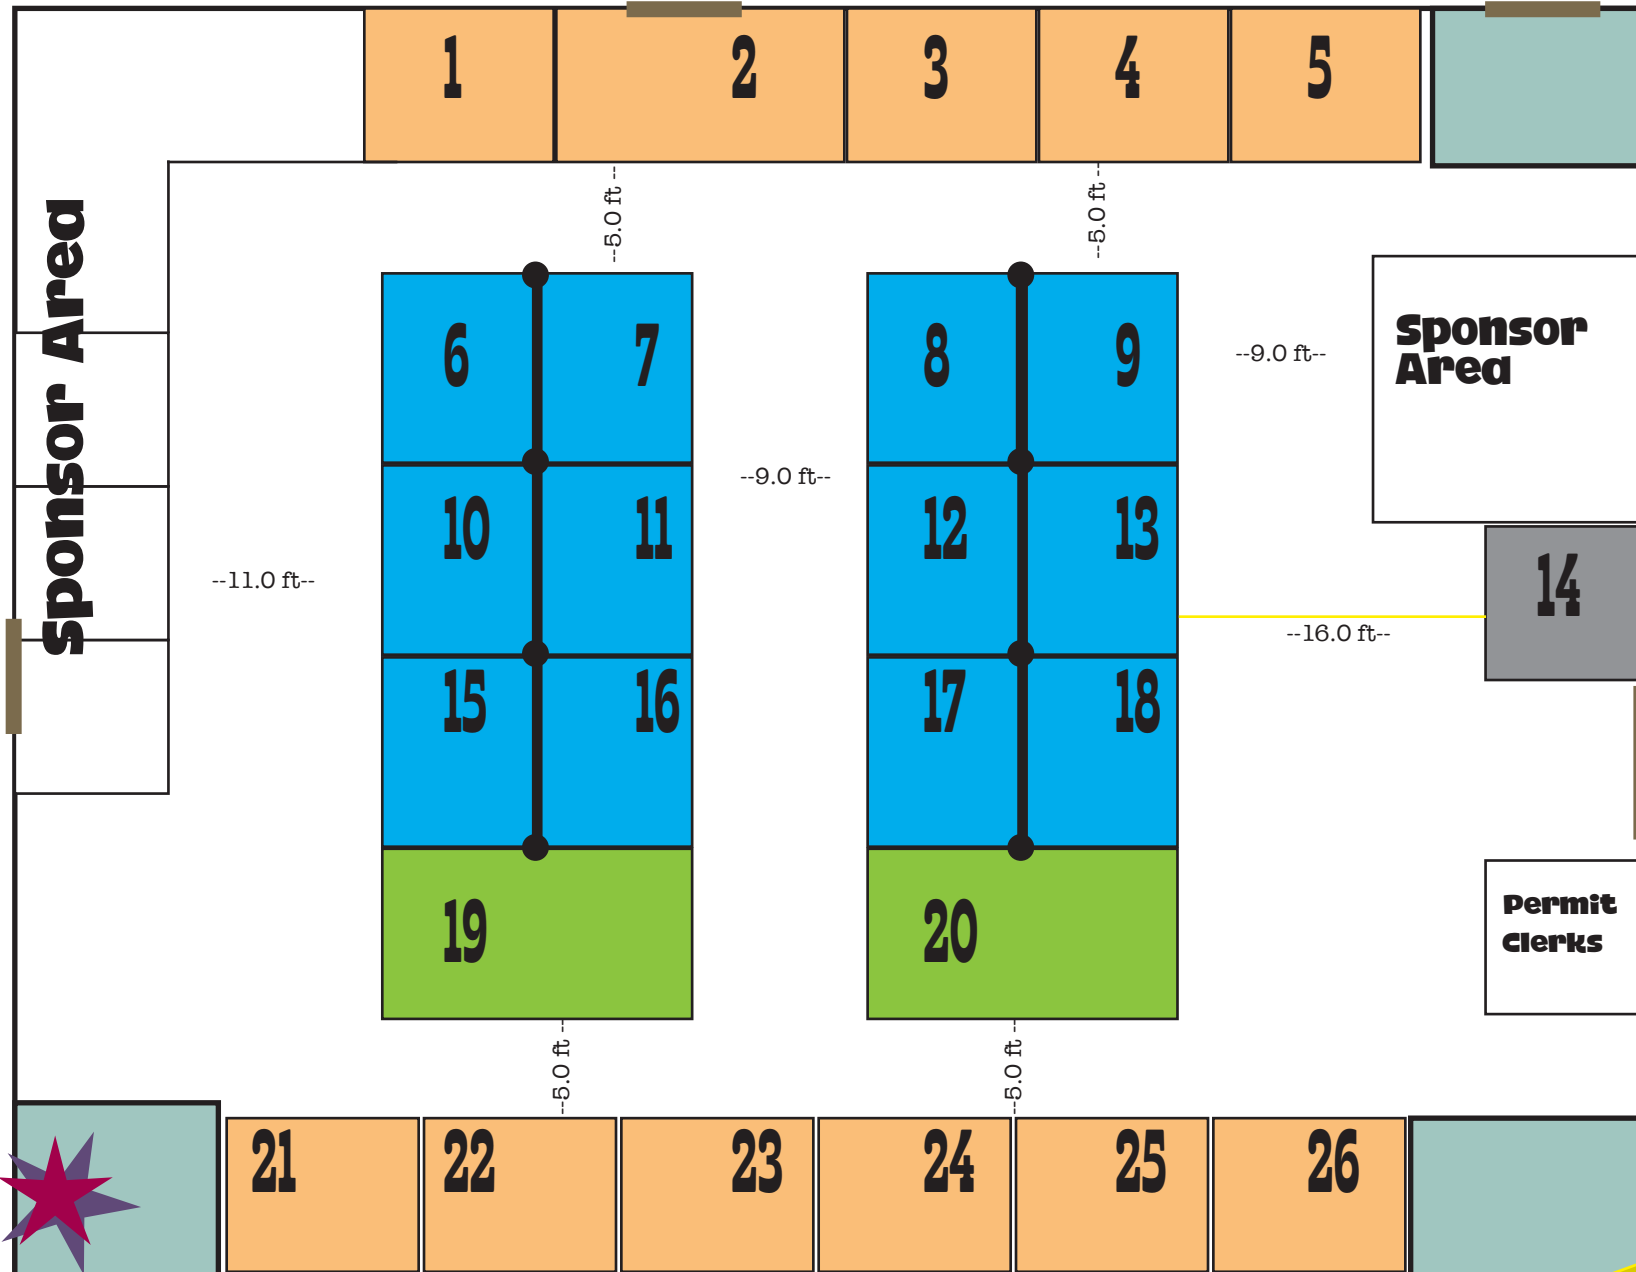 1
2
3
4
5
--5.0 ft --
--5.0 ft --
Sponsor Area
6
7
8
9
--9.0 ft--
Sponsor
Area
--9.0 ft--
10
11
12
13
14
--11.0 ft--
--16.0 ft--
15
16
17
18
19
20
Permit
Clerks
--5.0 ft --
--5.0 ft --
21
22
23
24
25
26